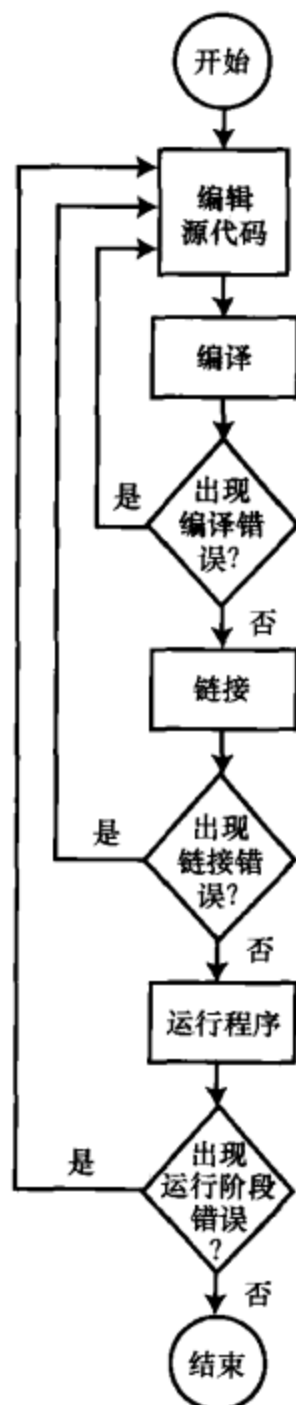 开始
编辑
源代码
编译
出现
编译错
误?
是
否
链接
出现
链接错
误?
是
否
运行程序
出现
运行阶段
错误
?
是
否
结束